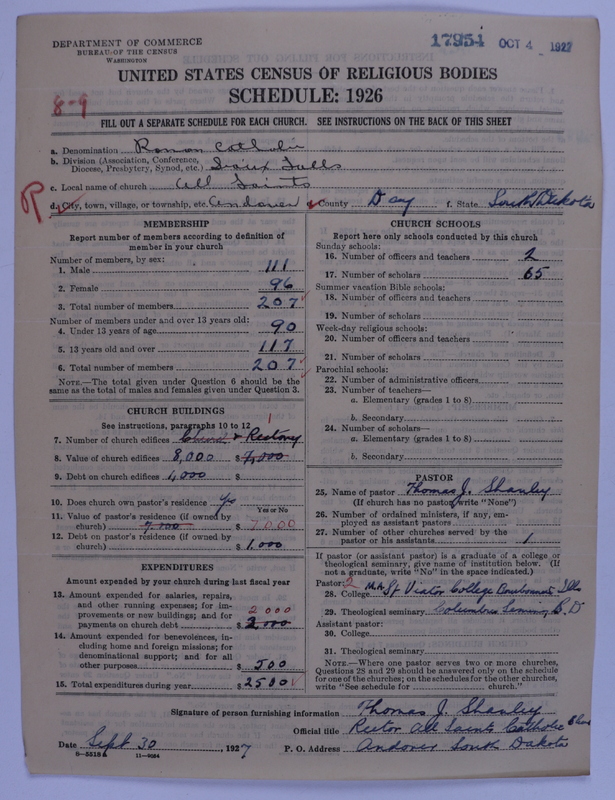 DEPARTMENT OF COMMERCE
BUREAU OF THE CENSUS
WASHINGTON
17954 OCT 4 1927
UNITED STATES CENSUS OF RELIGIOUS BODIES
SCHEDULE: 1926
8-9
FILL OUT A SEPARATE SCHEDULE FOR EACH CHURCH. SEE INSTRUCTIONS ON THE BACK OF THIS SHEET
a. Denomination Roman Catholic
b. Division (Association, Conference, Diocese, Presbytery, Synod, etc.) Sioux Falls
c. Local name of church All Saints
R
d. City, town, village, or township, etc. Andover e. County Day f. State South Dakota
MEMBERSHIP
Report number of members according to definition of member in your church
Number of members, by sex:
1. Male 111
2. Female 96
3. Total number of members 207
Number of members under and over 13 years old:
4. Under 13 years of age 90
5. 13 years old and over 117
6. Total number of members 207
NOTE.—The total given under Question 6 should be the same as the total of males and females given under Question 3.
CHURCH BUILDINGS
See instructions, paragraphs 10 to 12
1
7. Number of church edifices Church & Rectory
8. Value of church edifices 8,000 $ 7,000
9. Debt on church edifices 4,000 $
10. Does church own pastor's residence Yes
Yes or No
11. Value of pastor's residence (if owned by church) 7,000 $ 7,000
12. Debt on pastor's residence (if owned by church) $ 1,000
EXPENDITURES
Amount expended by your church during last fiscal year
13. Amount expended for salaries, repairs, and other running expenses; for improvements or new buildings; and for payments on church debt 2000 $ 2,000
14. Amount expended for benevolences, including home and foreign missions; for denominational support; and for all other purposes $ 500
15. Total expenditures during year $ 2500
CHURCH SCHOOLS
Report here only schools conducted by this church
Sunday schools:
16. Number of officers and teachers 2
17. Number of scholars 65
Summer vacation Bible schools:
18. Number of officers and teachers
19. Number of scholars
Week-day religious schools:
20. Number of officers and teachers
21. Number of scholars
Parochial schools:
22. Number of administrative officers
23. Number of teachers—
a. Elementary (grades 1 to 8)
b. Secondary
24. Number of scholars—
a. Elementary (grades 1 to 8)
b. Secondary
PASTOR
25. Name of pastor Thomas J. Shanley
(If church has no pastor, write "None")
26. Number of ordained ministers, if any, employed as assistant pastors
27. Number of other churches served by the pastor or his assistants 1
If pastor (or assistant pastor) is a graduate of a college or theological seminary, give name of institution below. (If not a graduate, write "No" in the space indicated.)
Pastor: 2
28. College M.A. St Viator College Ills
29. Theological seminary Columbus
Assistant pastor:
30. College
31. Theological seminary
NOTE.—Where one pastor serves two or more churches, Questions 28 and 29 should be answered only on the schedule for one of the churches; on the schedules for the other churches, write "See schedule for church."
Signature of person furnishing information Thomas J. Shanley
Official title Rector All Saints Catholic
Date Sept 30, 1927 P. O. Address Andover South Dakota
8—5518a 11—9024